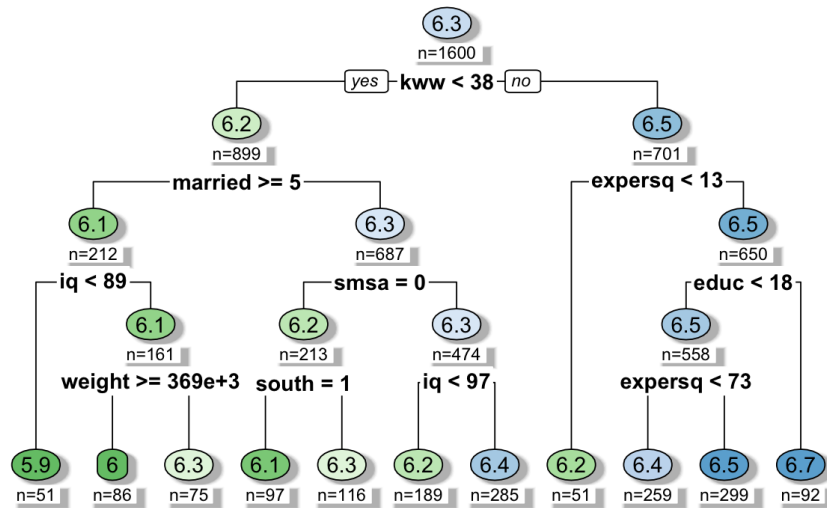 6.3
n=1600
yes kww < 38 no
6.2 6.5
n=899 n=701
married >= 5 expersq < 13
6.1 6.3 6.5
n=212 n=687 n=650
iq < 89 smsa = 0 educ < 18
6.1 6.2 6.3 6.5
n=161 n=213 n=474 n=558
weight >= 369e+3 south = 1 iq < 97 expersq < 73
5.9 6 6.3 6.1 6.3 6.2 6.4 6.2 6.4 6.5 6.7
n=51 n=86 n=75 n=97 n=116 n=189 n=285 n=51 n=259 n=299 n=92